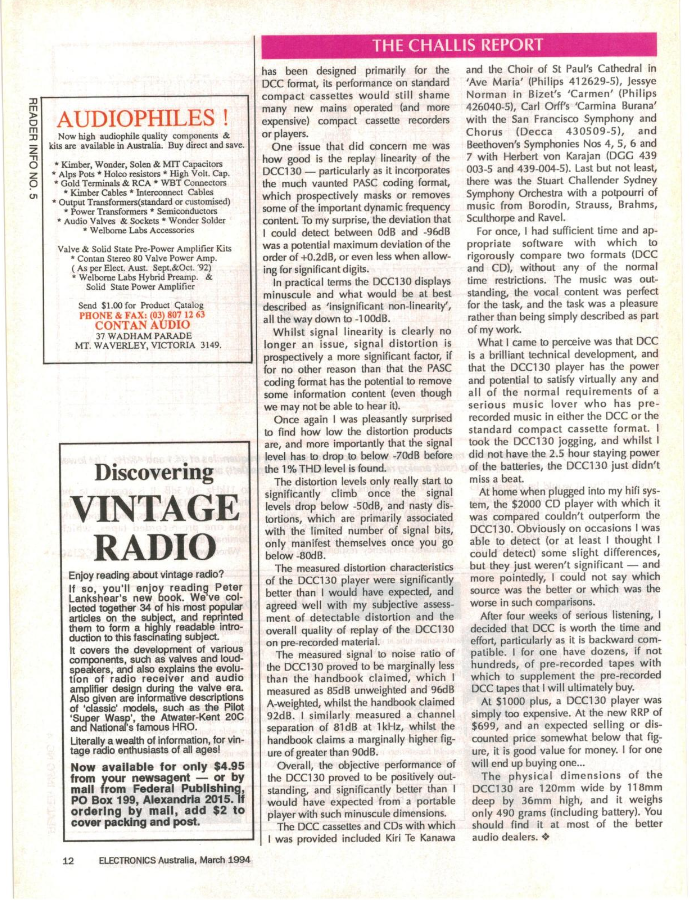 THE CHALLIS REPORT
READER INFO NO. 5
AUDIOPHILES !
Now high audiophile quality components &
kits are available in Australia. Buy direct and save.
* Kimber, Wonder, Solen & MIT Capacitors
* Alps Pots * Holco resistors * High Volt. Cap.
* Gold Terminals & RCA * WBT Connectors
* Kimber Cables * Interconnect Cables
* Output Transformers(standard or customised)
* Power Transformers * Semiconductors
* Audio Valves & Sockets * Wonder Solder
* Welborne Labs Accessories
Valve & Solid State Pre-Power Amplifier Kits
* Contan Stereo 80 Valve Power Amp.
( As per Elect. Aust. Sept.&Oct. '92)
* Welborne Labs Hybrid Preamp. &
Solid State Power Amplifier
Send $1.00 for Product Catalog
PHONE & FAX: (03) 807 12 63
CONTAN AUDIO
37 WADHAM PARADE
MT. WAVERLEY, VICTORIA 3149.
Discovering
VINTAGE
RADIO
Enjoy reading about vintage radio?
If so, you'll enjoy reading Peter
Lankshear's new book. We've col-
lected together 34 of his most popular
articles on the subject, and reprinted
them to form a highly readable intro-
duction to this fascinating subject.
It covers the development of various
components, such as valves and loud-
speakers, and also explains the evolu-
tion of radio receiver and audio
amplifier design during the valve era.
Also given are informative descriptions
of 'classic' models, such as the Pilot
'Super Wasp', the Atwater-Kent 20C
and National's famous HRO.
Literally a wealth of information, for vin-
tage radio enthusiasts of all ages!
Now available for only $4.95
from your newsagent — or by
mail from Federal Publishing,
PO Box 199, Alexandria 2015. If
ordering by mail, add $2 to
cover packing and post.
has been designed primarily for the
DCC format, its performance on standard
compact cassettes would still shame
many new mains operated (and more
expensive) compact cassette recorders
or players.
One issue that did concern me was
how good is the replay linearity of the
DCC130 — particularly as it incorporates
the much vaunted PASC coding format,
which prospectively masks or removes
some of the important dynamic frequency
content. To my surprise, the deviation that
I could detect between 0dB and -96dB
was a potential maximum deviation of the
order of +0.2dB, or even less when allow-
ing for significant digits.
In practical terms the DCC130 displays
minuscule and what would be at best
described as 'insignificant non-linearity',
all the way down to -100dB.
Whilst signal linearity is clearly no
longer an issue, signal distortion is
prospectively a more significant factor, if
for no other reason than that the PASC
coding format has the potential to remove
some information content (even though
we may not be able to hear it).
Once again I was pleasantly surprised
to find how low the distortion products
are, and more importantly that the signal
level has to drop to below -70dB before
the 1% THD level is found.
The distortion levels only really start to
significantly climb once the signal
levels drop below -50dB, and nasty dis-
tortions, which are primarily associated
with the limited number of signal bits,
only manifest themselves once you go
below -80dB.
The measured distortion characteristics
of the DCC130 player were significantly
better than I would have expected, and
agreed well with my subjective assess-
ment of detectable distortion and the
overall quality of replay of the DCC130
on pre-recorded material.
The measured signal to noise ratio of
the DCC130 proved to be marginally less
than the handbook claimed, which I
measured as 85dB unweighted and 96dB
A-weighted, whilst the handbook claimed
92dB. I similarly measured a channel
separation of 81dB at 1kHz, whilst the
handbook claims a marginally higher fig-
ure of greater than 90dB.
Overall, the objective performance of
the DCC130 proved to be positively out-
standing, and significantly better than I
would have expected from a portable
player with such minuscule dimensions.
The DCC cassettes and CDs with which
I was provided included Kiri Te Kanawa
and the Choir of St Paul's Cathedral in
'Ave Maria' (Philips 412629-5), Jessye
Norman in Bizet's 'Carmen' (Philips
426040-5), Carl Orff's 'Carmina Burana'
with the San Francisco Symphony and
Chorus (Decca 430509-5), and
Beethoven's Symphonies Nos 4, 5, 6 and
7 with Herbert von Karajan (DGG 439
003-5 and 439-004-5). Last but not least,
there was the Stuart Challender Sydney
Symphony Orchestra with a potpourri of
music from Borodin, Strauss, Brahms,
Sculthorpe and Ravel.
For once, I had sufficient time and ap-
propriate software with which to
rigorously compare two formats (DCC
and CD), without any of the normal
time restrictions. The music was out-
standing, the vocal content was perfect
for the task, and the task was a pleasure
rather than being simply described as part
of my work.
What I came to perceive was that DCC
is a brilliant technical development, and
that the DCC130 player has the power
and potential to satisfy virtually any and
all of the normal requirements of a
serious music lover who has pre-
recorded music in either the DCC or the
standard compact cassette format. I
took the DCC130 jogging, and whilst I
did not have the 2.5 hour staying power
of the batteries, the DCC130 just didn't
miss a beat.
At home when plugged into my hifi sys-
tem, the $2000 CD player with which it
was compared couldn't outperform the
DCC130. Obviously on occasions I was
able to detect (or at least I thought I
could detect) some slight differences,
but they just weren't significant — and
more pointedly, I could not say which
source was the better or which was the
worse in such comparisons.
After four weeks of serious listening, I
decided that DCC is worth the time and
effort, particularly as it is backward com-
patible. I for one have dozens, if not
hundreds, of pre-recorded tapes with
which to supplement the pre-recorded
DCC tapes that I will ultimately buy.
At $1000 plus, a DCC130 player was
simply too expensive. At the new RRP of
$699, and an expected selling or dis-
counted price somewhat below that fig-
ure, it is good value for money. I for one
will end up buying one...
The physical dimensions of the
DCC130 are 120mm wide by 118mm
deep by 36mm high, and it weighs
only 490 grams (including battery). You
should find it at most of the better
audio dealers. ❖
12 ELECTRONICS Australia, March 1994